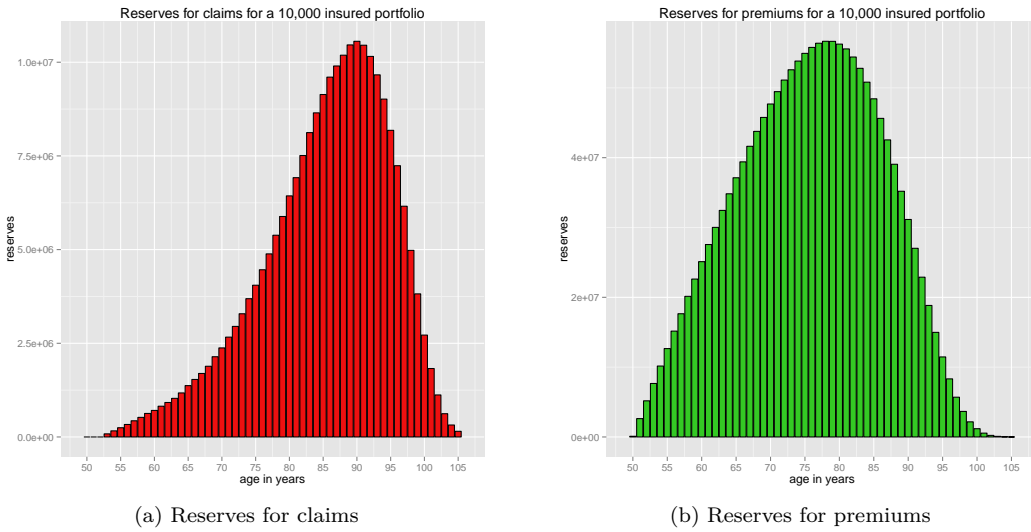 Reserves for claims for a 10,000 insured portfolio
reserves
1.0e+07
7.5e+06
5.0e+06
2.5e+06
0.0e+00
50 55 60 65 70 75 80 85 90 95 100 105
age in years
(a) Reserves for claims
Reserves for premiums for a 10,000 insured portfolio
reserves
4e+07
2e+07
0e+00
50 55 60 65 70 75 80 85 90 95 100 105
age in years
(b) Reserves for premiums